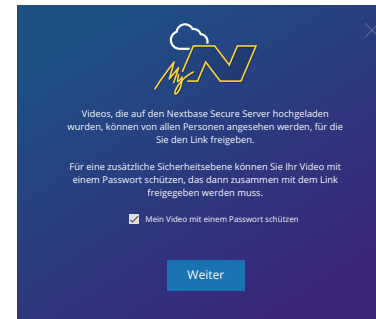 My N
Videos, die auf den Nextbase Secure Server hochgeladen
wurden, können von allen Personen angesehen werden, für die
Sie den Link freigeben.
Für eine zusätzliche Sicherheitsebene können Sie Ihr Video mit
einem Passwort schützen, das dann zusammen mit dem Link
freigegeben werden muss.
Mein Video mit einem Passwort schützen
Weiter